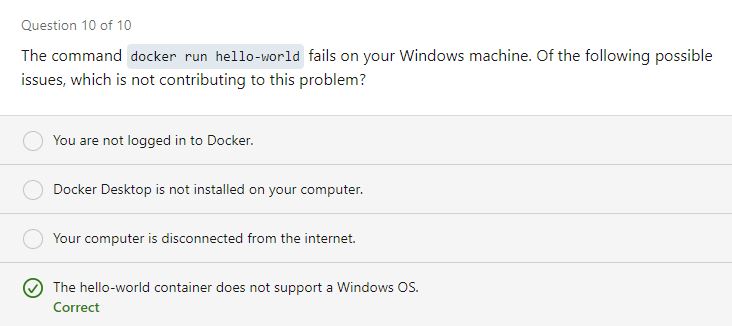 Question 10 of 10
The command docker run hello-world fails on your Windows machine. Of the following possible
issues, which is not contributing to this problem?
You are not logged in to Docker.
Docker Desktop is not installed on your computer.
Your computer is disconnected from the internet.
The hello-world container does not support a Windows OS.
Correct